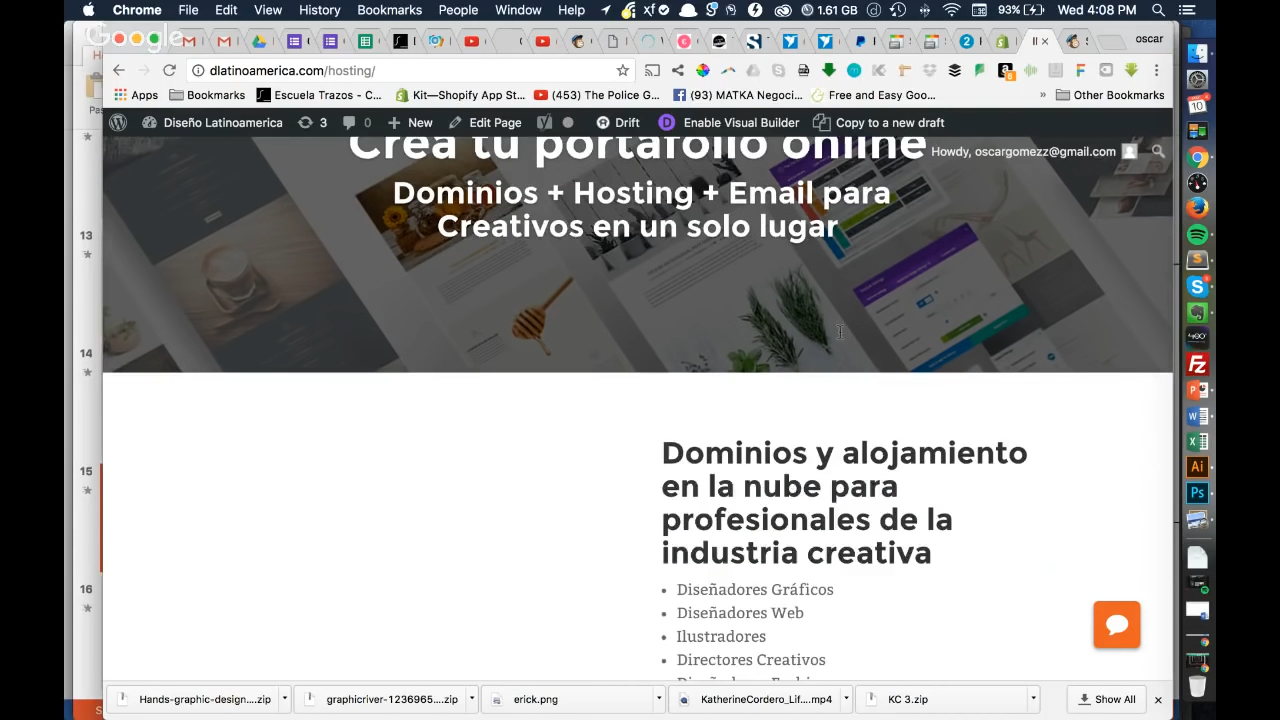 Chrome File Edit View History Bookmarks People Window Help 1.61 GB 93% Wed 4:08 PM
Google
oscar
dlatinoamerica.com/hosting/
Apps Bookmarks Escuela Trazos - C... Kit—Shopify & Etsy... (453) The Police G... (93) MATKA Negoci... Free and Easy Goo... » Other Bookmarks
Diseño Latinoamerica 3 0 New Edit Page Drift Enable Visual Builder Copy to a new draft
Crea tu portafolio online
Howdy, oscargomezz@gmail.com
Dominios + Hosting + Email para
Creativos en un solo lugar
13
14
15
16
Dominios y alojamiento
en la nube para
profesionales de la
industria creativa
• Diseñadores Gráficos
• Diseñadores Web
• Ilustradores
• Directores Creativos
Hands-graphic-design....zip graphicriver-1236965....zip merick.png KatherineCordero_Lif....mp4 KC 3.zip Show All